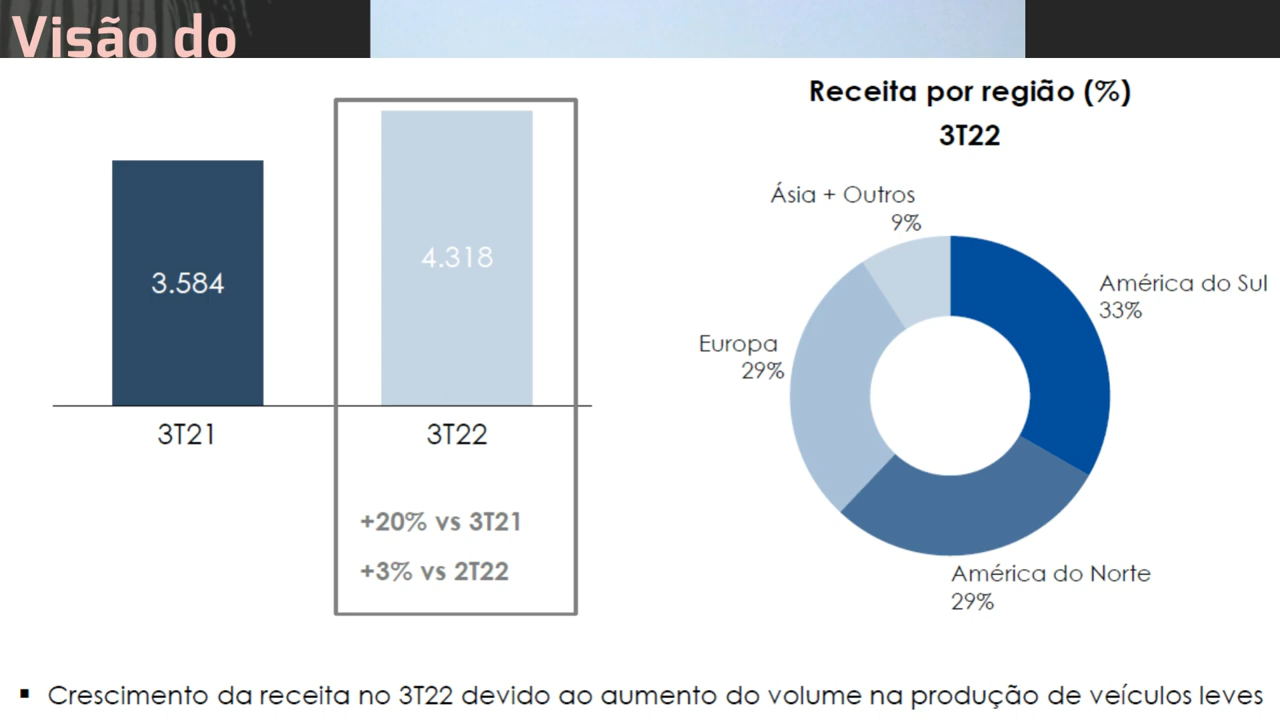 Visão do
3.584
4.318
3T21
3T22
+20% vs 3T21
+3% vs 2T22
Receita por região (%)
3T22
Ásia + Outros
9%
América do Sul
33%
Europa
29%
América do Norte
29%
▪ Crescimento da receita no 3T22 devido ao aumento do volume na produção de veículos leves